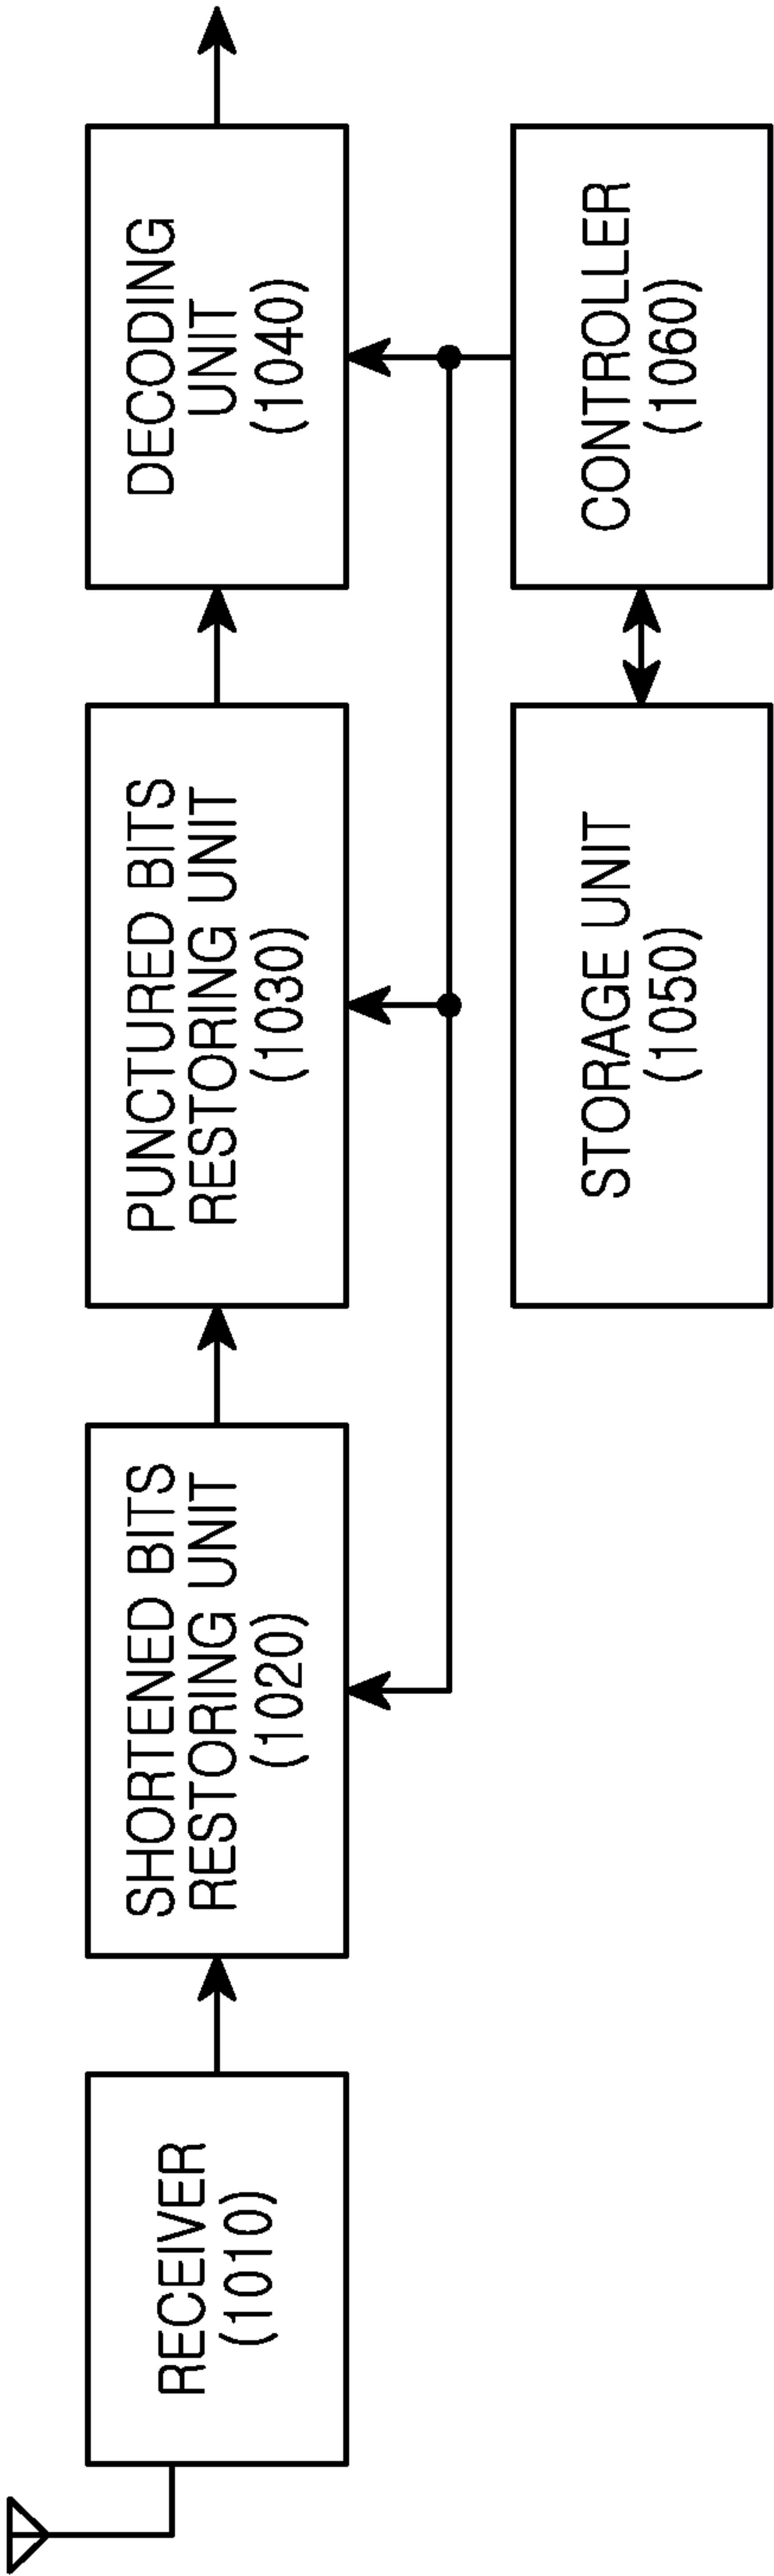 RECEIVER
(1010)
SHORTENED BITS
RESTORING UNIT
(1020)
PUNCTURED BITS
RESTORING UNIT
(1030)
DECODING
UNIT
(1040)
STORAGE UNIT
(1050)
CONTROLLER
(1060)